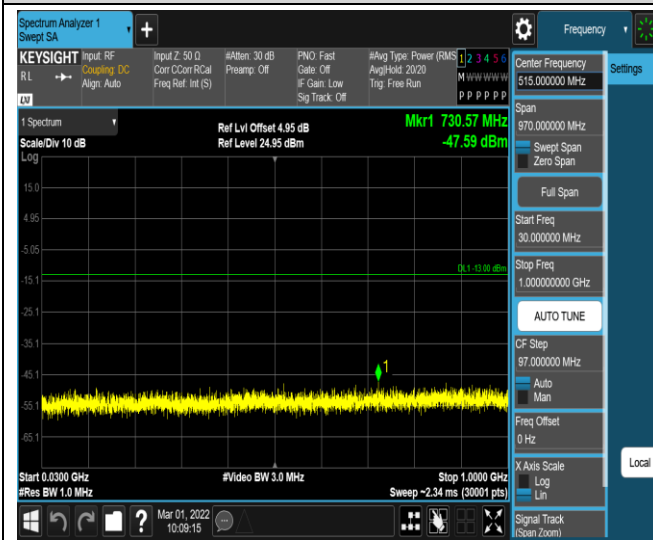 Spectrum Analyzer 1
Swept SA
+
Frequency
KEYSIGHT
RL
LXI
Input: RF
Coupling: DC
Align: Auto
Input Z: 50 Ω
Corr CCorr RCal
Freq Ref: Int (S)
#Atten: 30 dB
Preamp: Off
PNO: Fast
Gate: Off
IF Gain: Low
Sig Track: Off
#Avg Type: Power (RMS
Avg|Hold: 20/20
Trig: Free Run
1 2 3 4 5 6
M W W W W W
P P P P P P
1 Spectrum
Scale/Div 10 dB
Log
Ref Lvl Offset 4.95 dB
Ref Level 24.95 dBm
Mkr1 730.57 MHz
-47.59 dBm
15.0
4.95
-5.05
DL1 -13.00 dBm
-15.1
-25.1
-35.1
-45.1
1
-55.1
-65.1
Start 0.0300 GHz
#Res BW 1.0 MHz
#Video BW 3.0 MHz
Stop 1.0000 GHz
Sweep ~2.34 ms (30001 pts)
?
Mar 01, 2022
10:09:15
Center Frequency
515.000000 MHz
Settings
Span
970.000000 MHz
Swept Span
Zero Span
Full Span
Start Freq
30.000000 MHz
Stop Freq
1.000000000 GHz
AUTO TUNE
CF Step
97.000000 MHz
Auto
Man
Freq Offset
0 Hz
X Axis Scale
Log
Lin
Local
Signal Track
(Span Zoom)